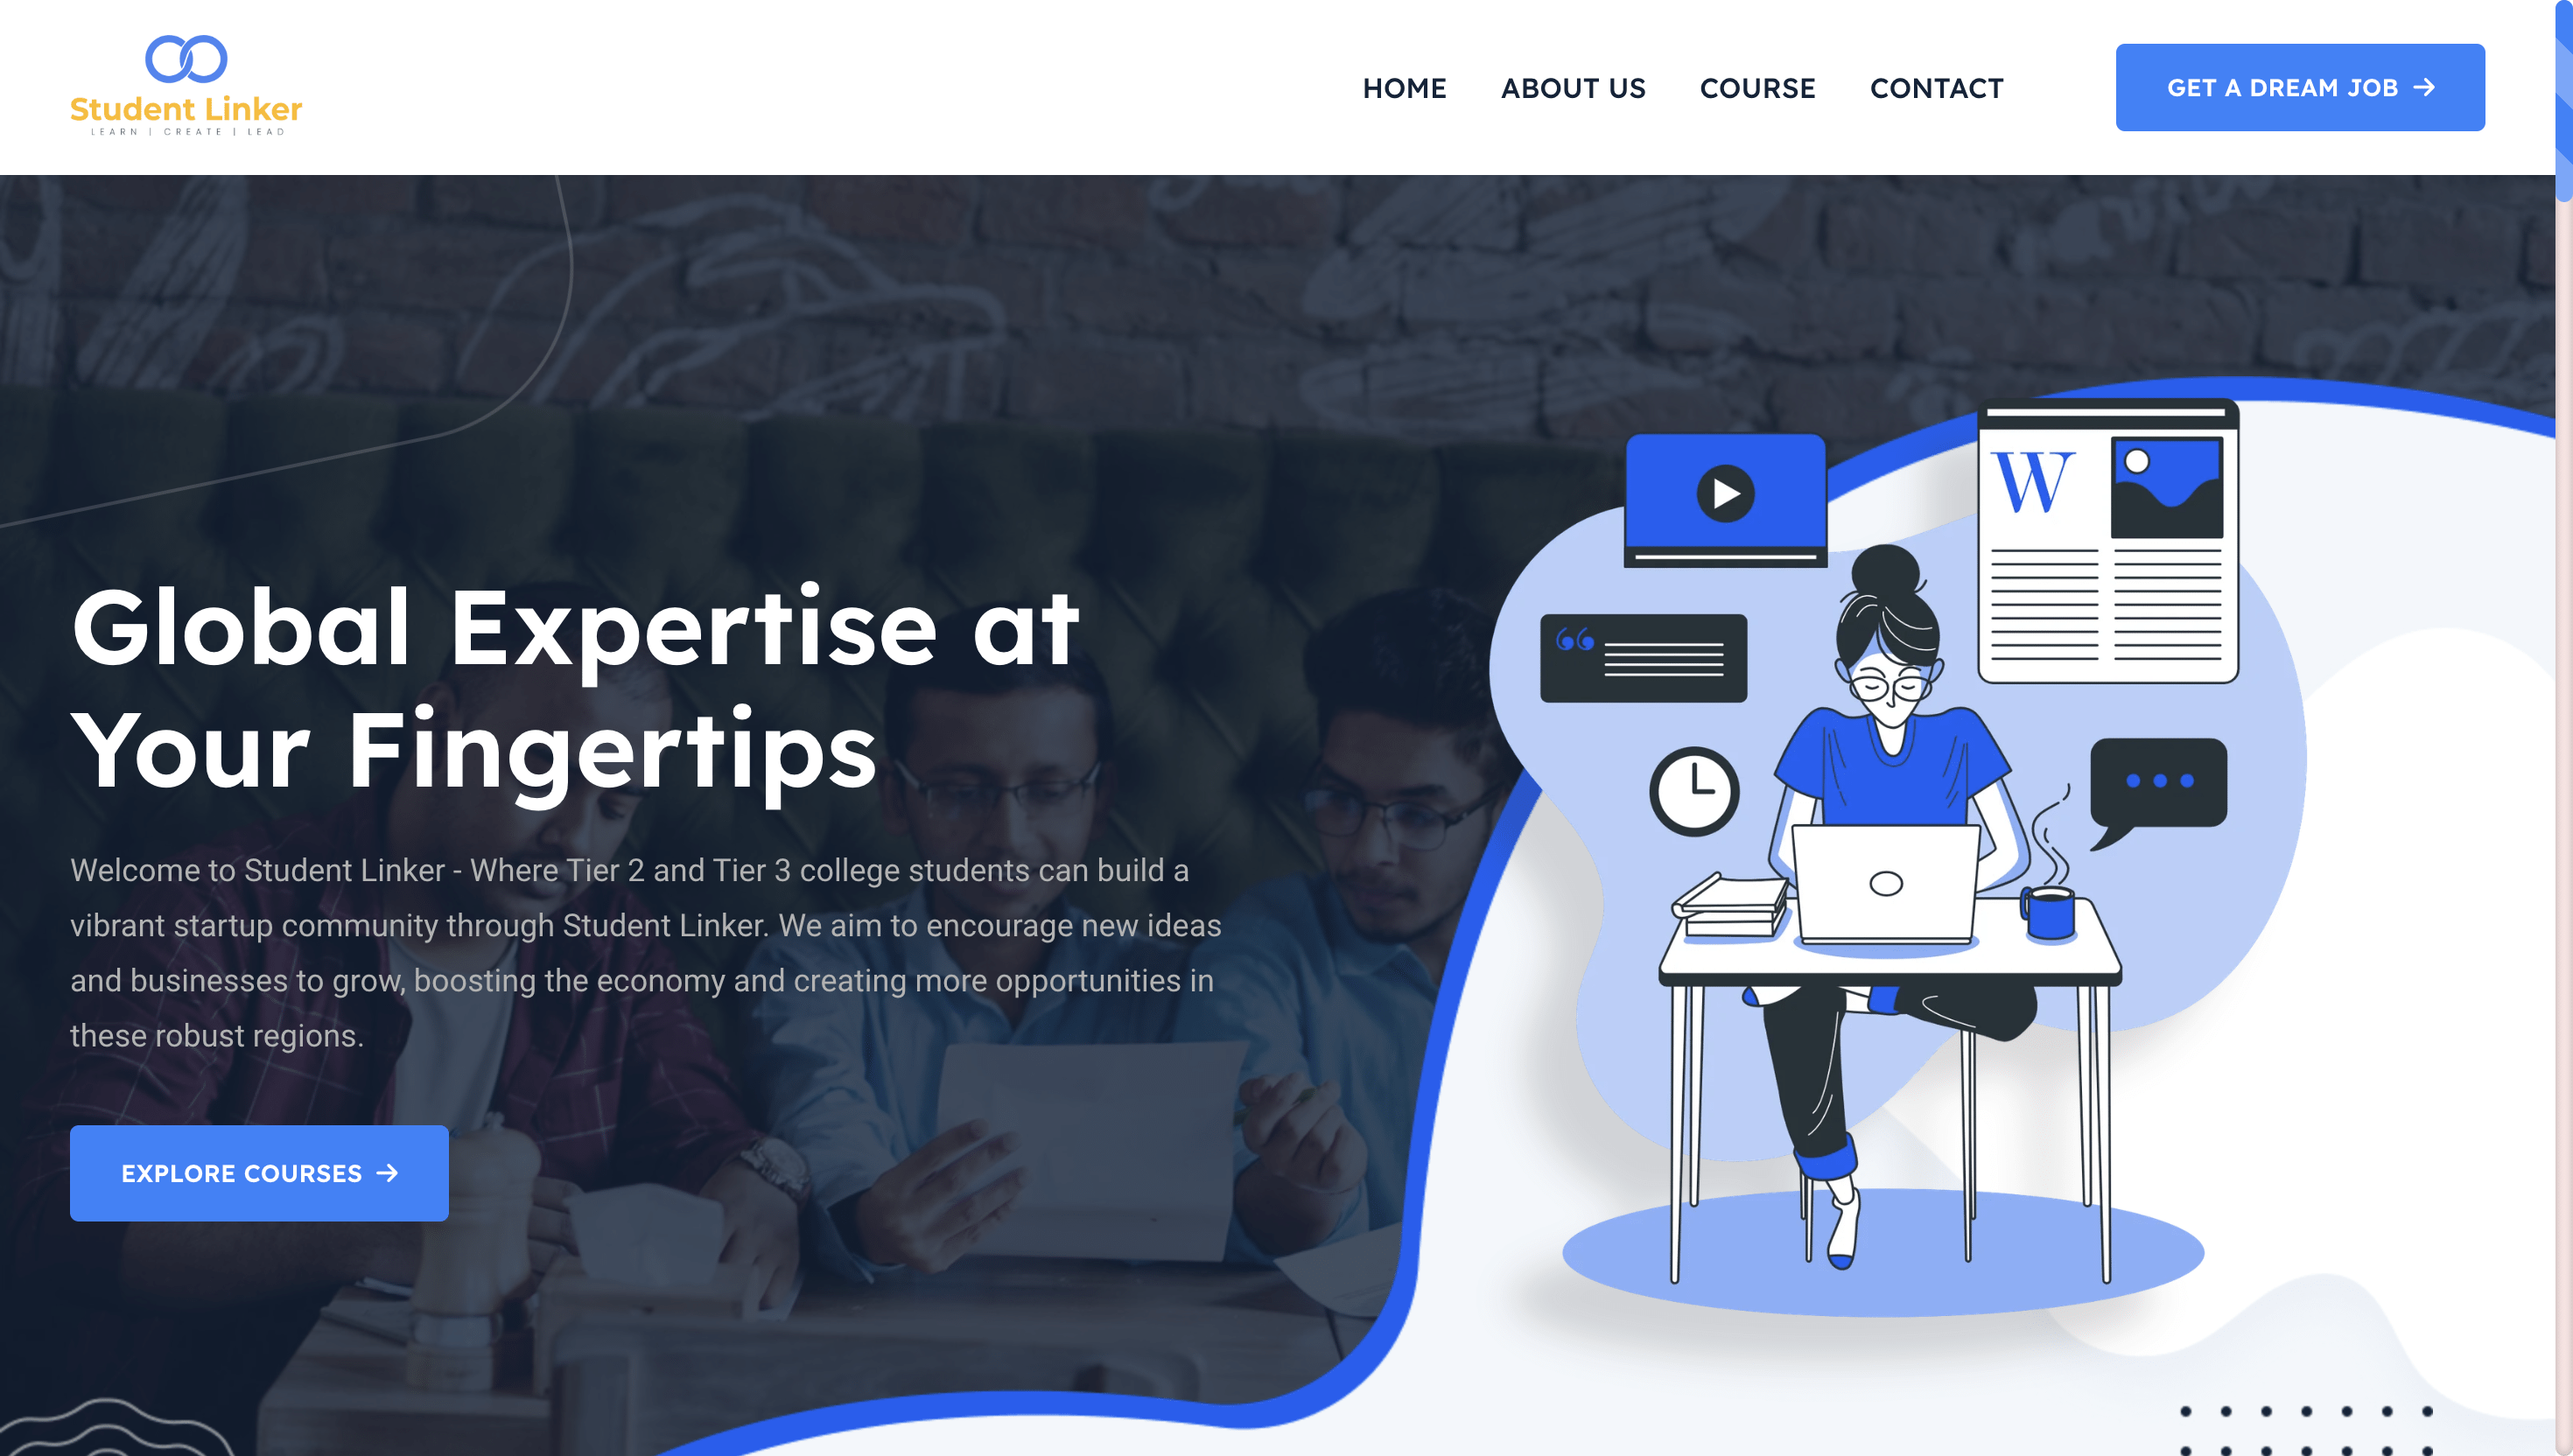 Student Linker
LEARN | CREATE | LEAD
HOME
ABOUT US
COURSE
CONTACT
GET A DREAM JOB →
W
Global Expertise at
Your Fingertips
Welcome to Student Linker - Where Tier 2 and Tier 3 college students can build a
vibrant startup community through Student Linker. We aim to encourage new ideas
and businesses to grow, boosting the economy and creating more opportunities in
these robust regions.
EXPLORE COURSES →